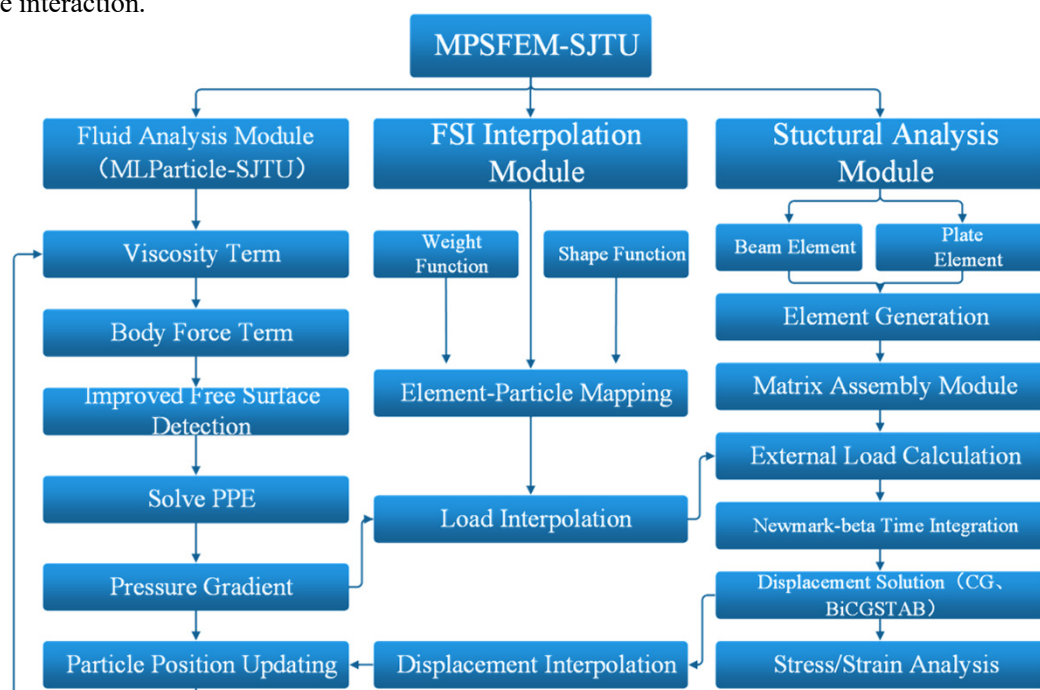 e interaction.
MPSFEM-SJTU
Fluid Analysis Module
（MLParticle-SJTU）
FSI Interpolation
Module
Stuctural Analysis
Module
Viscosity Term
Weight
Function
Shape Function
Beam Element
Plate
Element
Body Force Term
Element Generation
Improved Free Surface
Detection
Element-Particle Mapping
Matrix Assembly Module
Solve PPE
Load Interpolation
External Load Calculation
Newmark-beta Time Integration
Pressure Gradient
Displacement Solution（CG、
BiCGSTAB）
Particle Position Updating
Displacement Interpolation
Stress/Strain Analysis